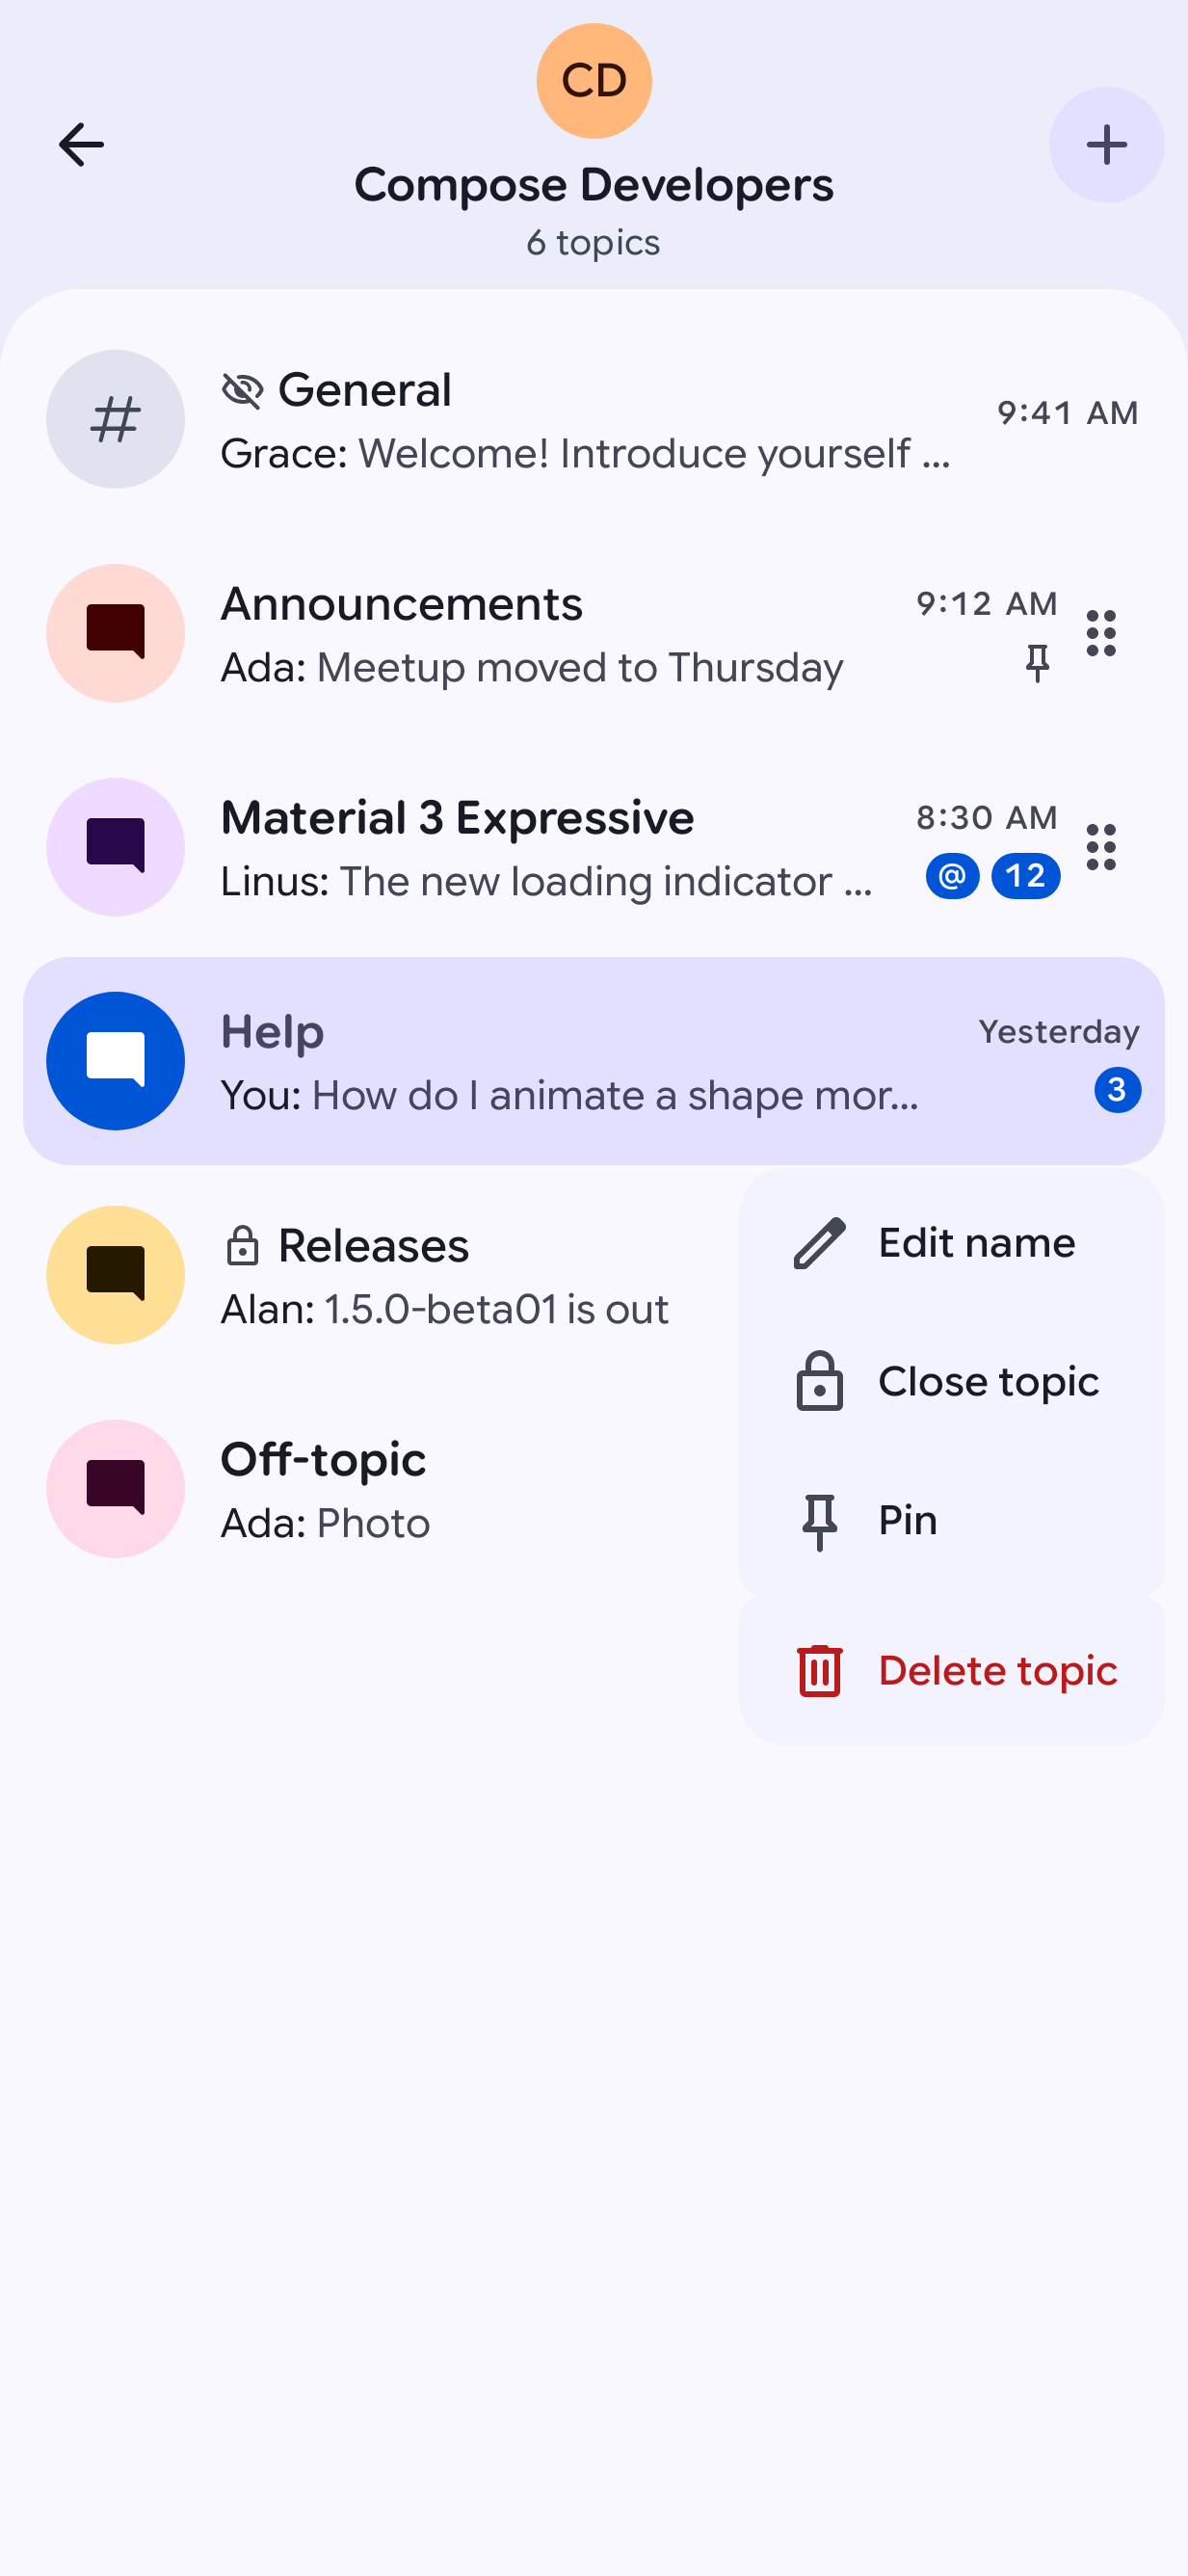 CD
Compose Developers
6 topics
General
9:41 AM
Grace: Welcome! Introduce yourself ...
Announcements
9:12 AM
Ada: Meetup moved to Thursday
Material 3 Expressive
8:30 AM
Linus: The new loading indicator ...
@ 12
Help
Yesterday
You: How do I animate a shape mor...
3
Releases
Alan: 1.5.0-beta01 is out
Off-topic
Ada: Photo
Edit name
Close topic
Pin
Delete topic